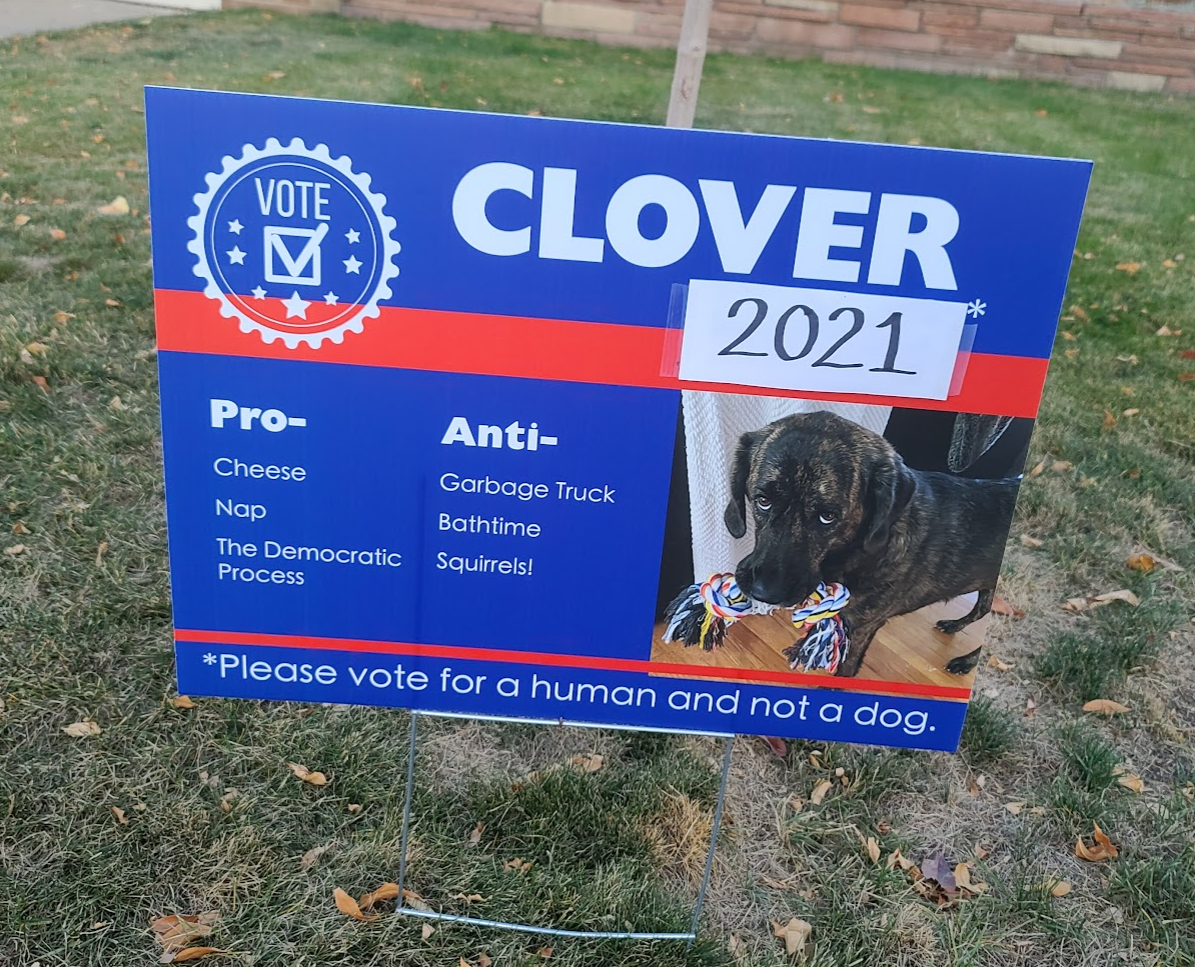 VOTE
CLOVER
2021 *
Pro-
Cheese
Nap
The Democratic
Process
Anti-
Garbage Truck
Bathtime
Squirrels!
*Please vote for a human and not a dog.